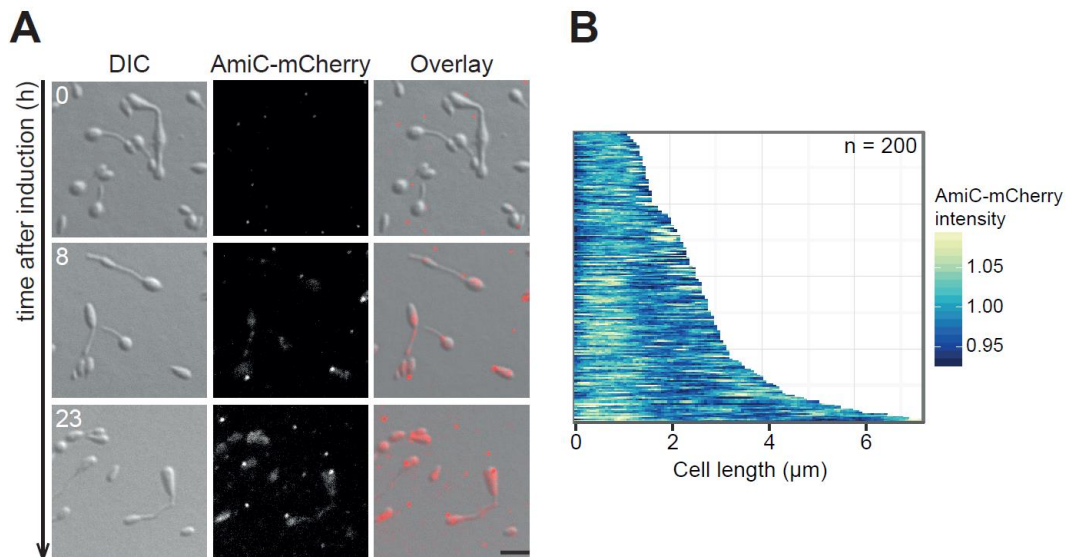 A
DIC AmiC-mCherry Overlay
time after induction (h)
0
8
23
B
n = 200
AmiC-mCherry
intensity
1.05
1.00
0.95
0 2 4 6
Cell length (µm)